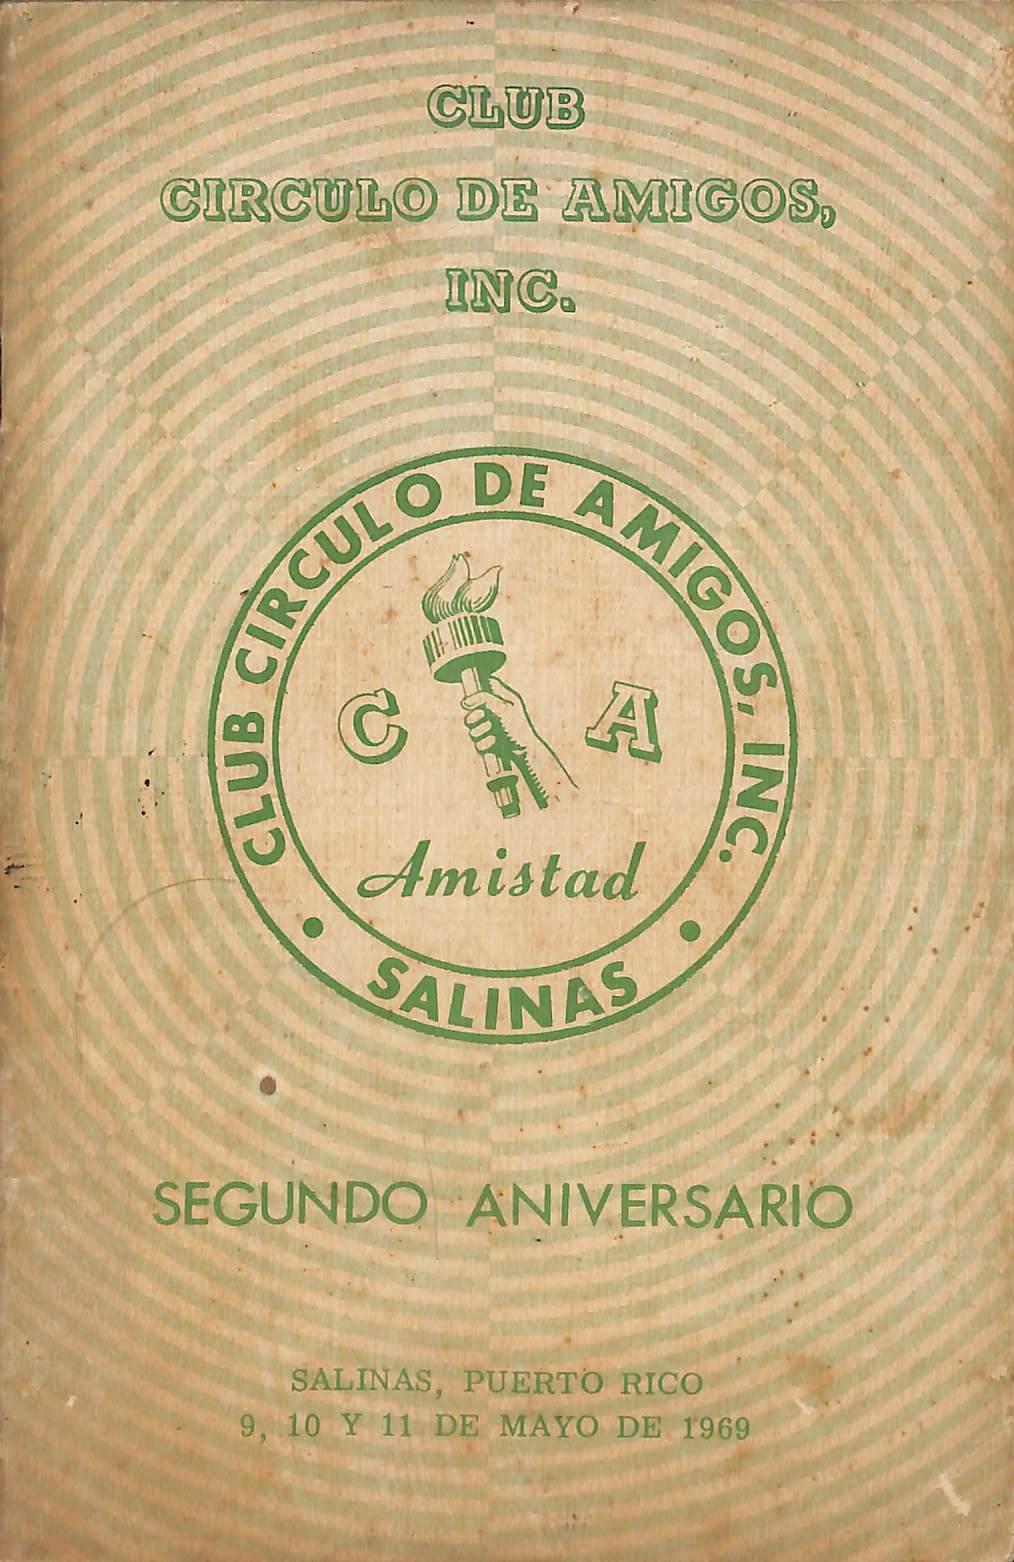 CLUB
CIRCULO DE AMIGOS,
INC.
CLUB CIRCULO DE AMIGOS, INC.
C A
Amistad
• SALINAS •
SEGUNDO ANIVERSARIO
SALINAS, PUERTO RICO
9, 10 Y 11 DE MAYO DE 1969